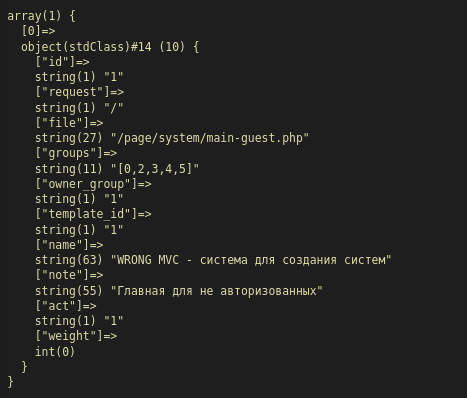 array(1) {
  [0]=>
  object(stdClass)#14 (10) {
    ["id"]=>
    string(1) "1"
    ["request"]=>
    string(1) "/"
    ["file"]=>
    string(27) "/page/system/main-guest.php"
    ["groups"]=>
    string(11) "[0,2,3,4,5]"
    ["owner_group"]=>
    string(1) "1"
    ["template_id"]=>
    string(1) "1"
    ["name"]=>
    string(63) "WRONG MVC - система для создания систем"
    ["note"]=>
    string(55) "Главная для не авторизованных"
    ["act"]=>
    string(1) "1"
    ["weight"]=>
    int(0)
  }
}